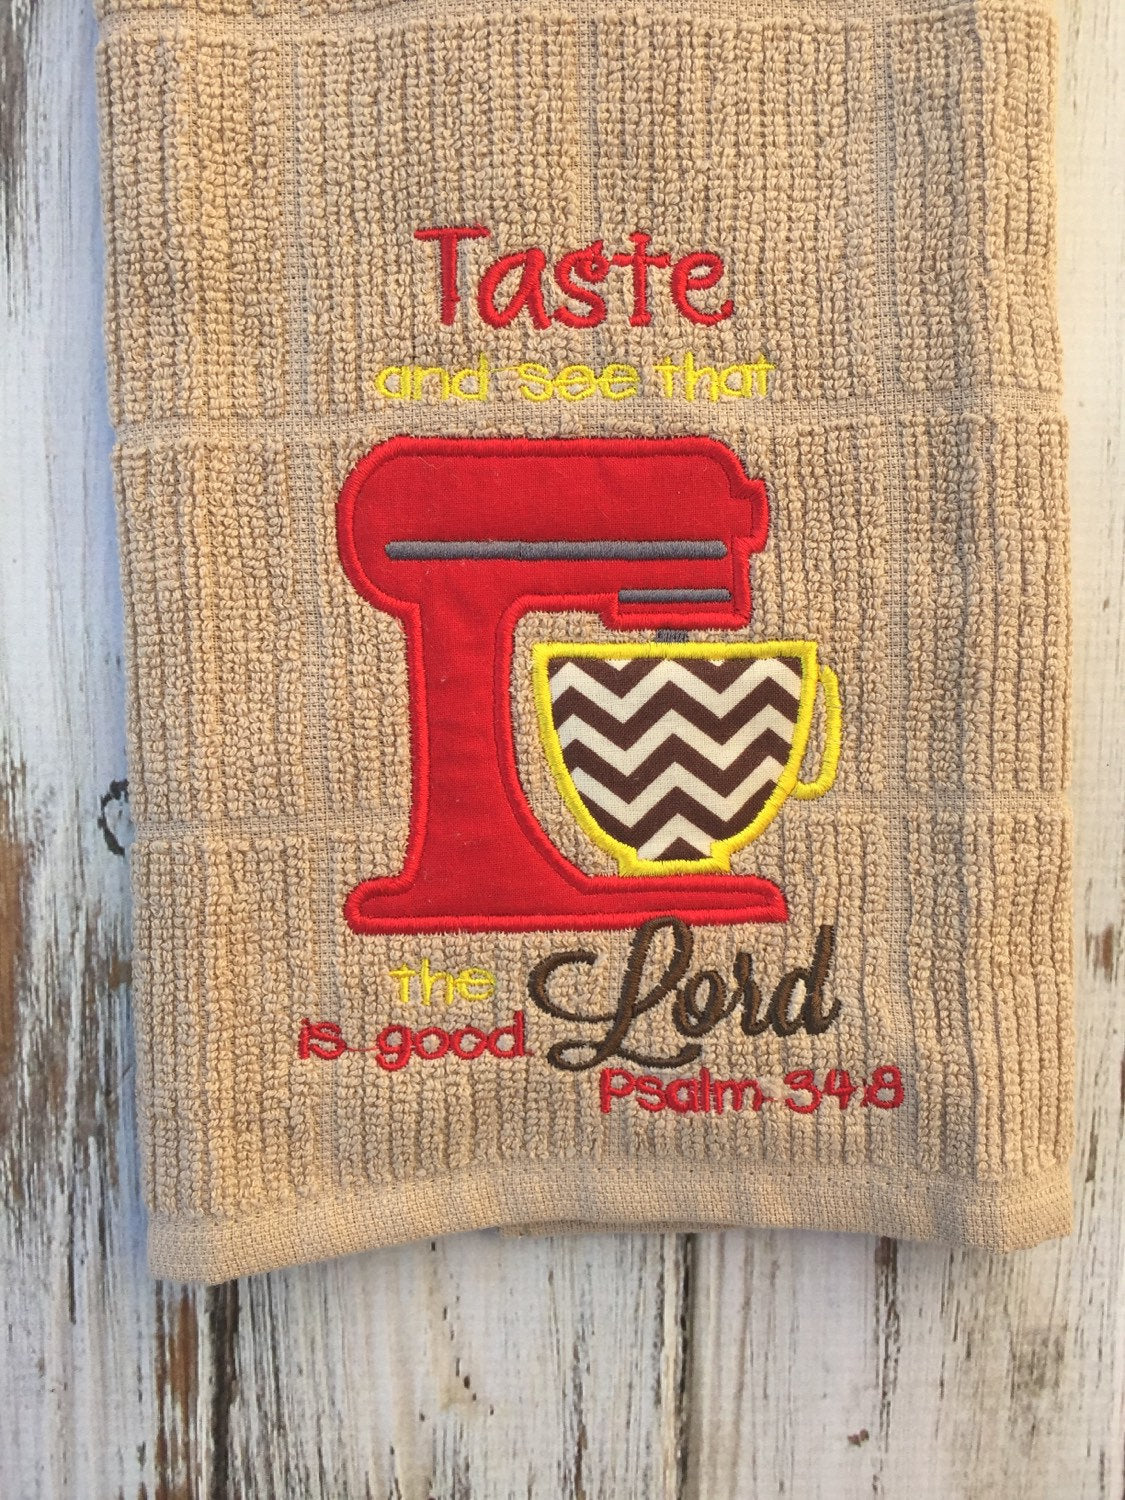 Taste
and see that
the Lord
is good.
Psalm 34:8